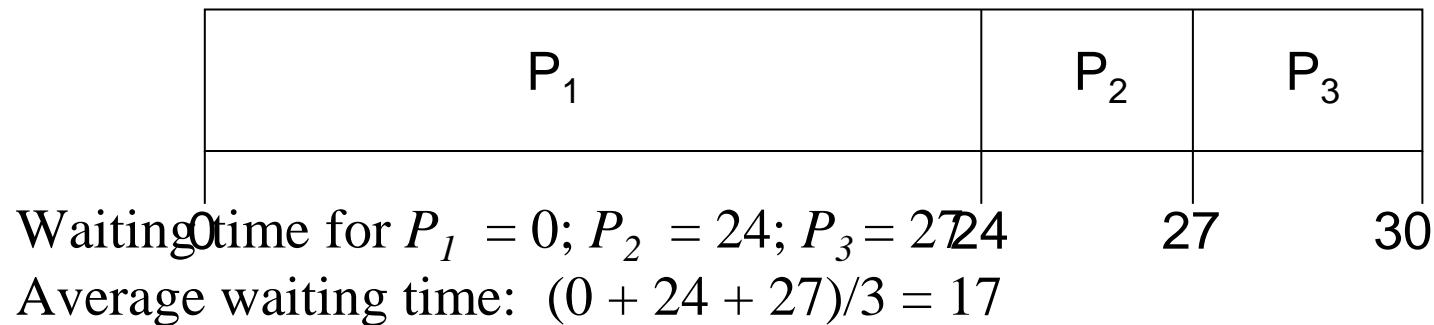 P1 P2 P3
0 24 27 30
Waiting time for P1 = 0; P2 = 24; P3 = 27
Average waiting time: (0 + 24 + 27)/3 = 17